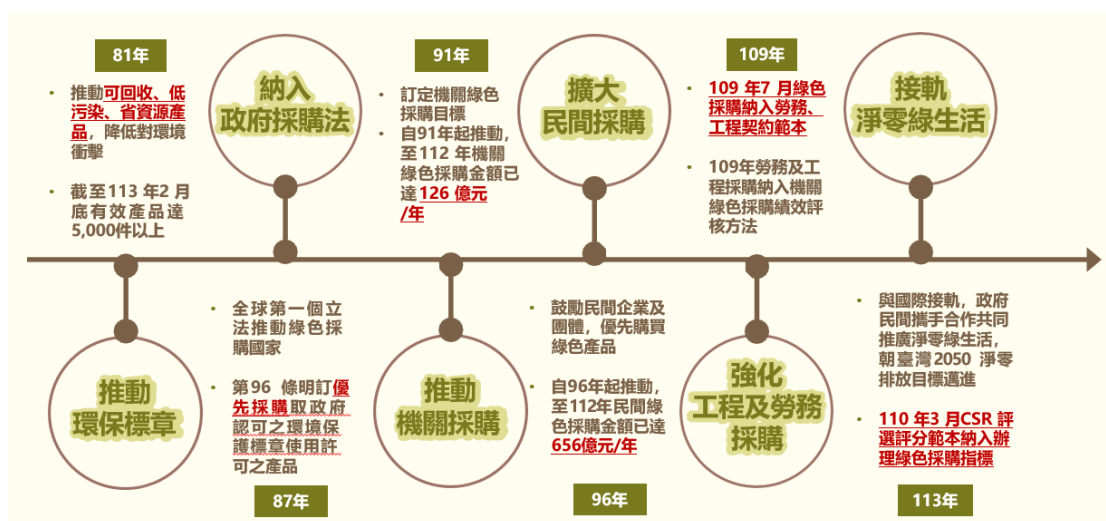 81年
推動可回收、低
污染、省資源產
品，降低對環境
衝擊
截至113 年2 月
底有效產品達
5,000件以上
推動
環保標章
納入
政府採購法
全球第一個立
法推動綠色採
購國家
第96 條明訂優
先採購取政府
認可之環境保
護標章使用許
可之產品
87年
91年
訂定機關綠色
採購目標
自91年起推動，
至112 年機關
綠色採購金額已
達126 億元
/年
推動
機關採購
擴大
民間採購
鼓勵民間企業及
團體，優先購買
綠色產品
自96年起推動，
至112年民間綠
色採購金額已達
656億元/年
96年
109年
109 年7 月綠色
採購納入勞務、
工程契約範本
109年勞務及工
程採購納入機關
綠色採購績效評
核方法
強化
工程及勞務
採購
接軌
淨零綠生活
與國際接軌，政府
民間攜手合作共同
推廣淨零綠生活，
朝臺灣2050 淨零
排放目標邁進
110 年3 月CSR 評
選評分範本納入辦
理綠色採購指標
113年